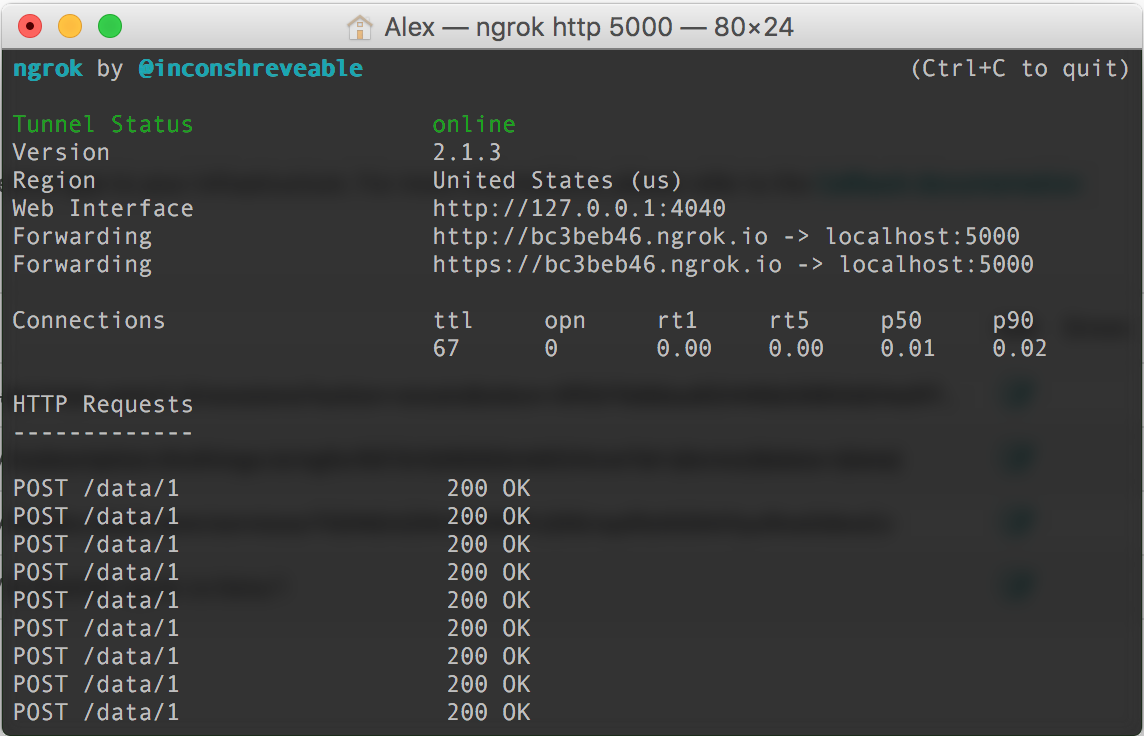 Alex — ngrok http 5000 — 80×24
ngrok by @inconshreveable (Ctrl+C to quit)
Tunnel Status online
Version 2.1.3
Region United States (us)
Web Interface http://127.0.0.1:4040
Forwarding http://bc3beb46.ngrok.io -> localhost:5000
Forwarding https://bc3beb46.ngrok.io -> localhost:5000
Connections ttl opn rt1 rt5 p50 p90
67 0 0.00 0.00 0.01 0.02
HTTP Requests
-------------
POST /data/1 200 OK
POST /data/1 200 OK
POST /data/1 200 OK
POST /data/1 200 OK
POST /data/1 200 OK
POST /data/1 200 OK
POST /data/1 200 OK
POST /data/1 200 OK
POST /data/1 200 OK